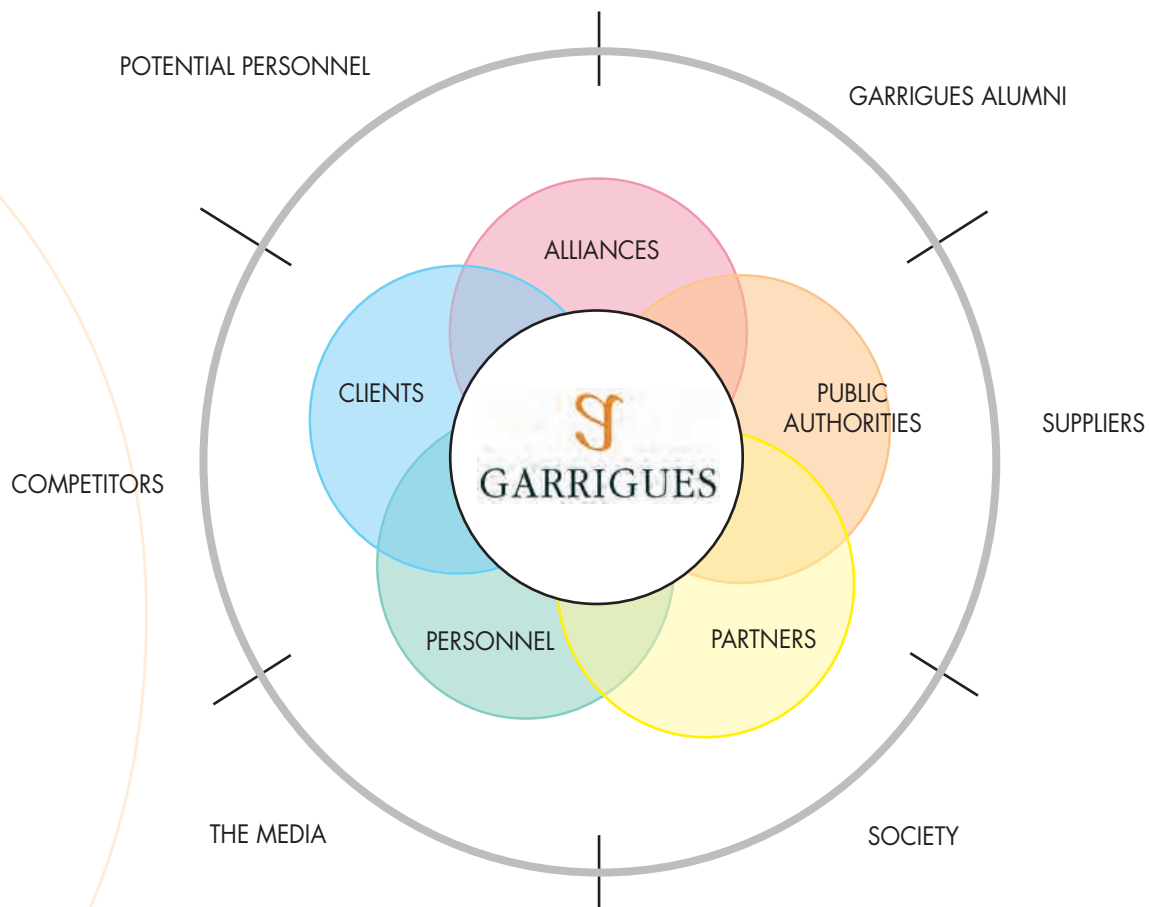 POTENTIAL PERSONNEL
GARRIGUES ALUMNI
ALLIANCES
CLIENTS
PUBLIC
AUTHORITIES
SUPPLIERS
GARRIGUES
COMPETITORS
PERSONNEL
PARTNERS
THE MEDIA
SOCIETY